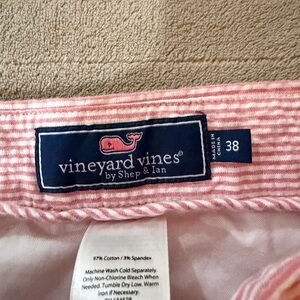 vineyard vines®
by Shep & Ian
MADE IN
CHINA
38
97% Cotton / 3% Spandex
Machine Wash Cold Separately.
Only Non-Chlorine Bleach When
Needed. Tumble Dry Low. Warm
Iron if Necessary.